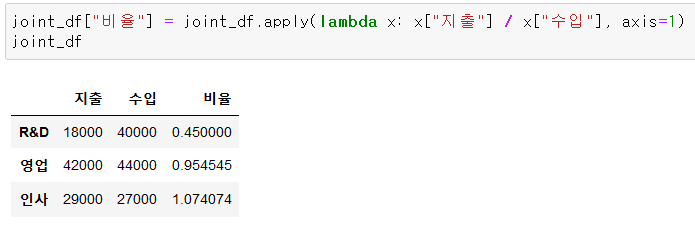 joint_df["비율"] = joint_df.apply(lambda x: x["지출"] / x["수입"], axis=1)
joint_df
지출 수입 비율
R&D 18000 40000 0.450000
영업 42000 44000 0.954545
인사 29000 27000 1.074074